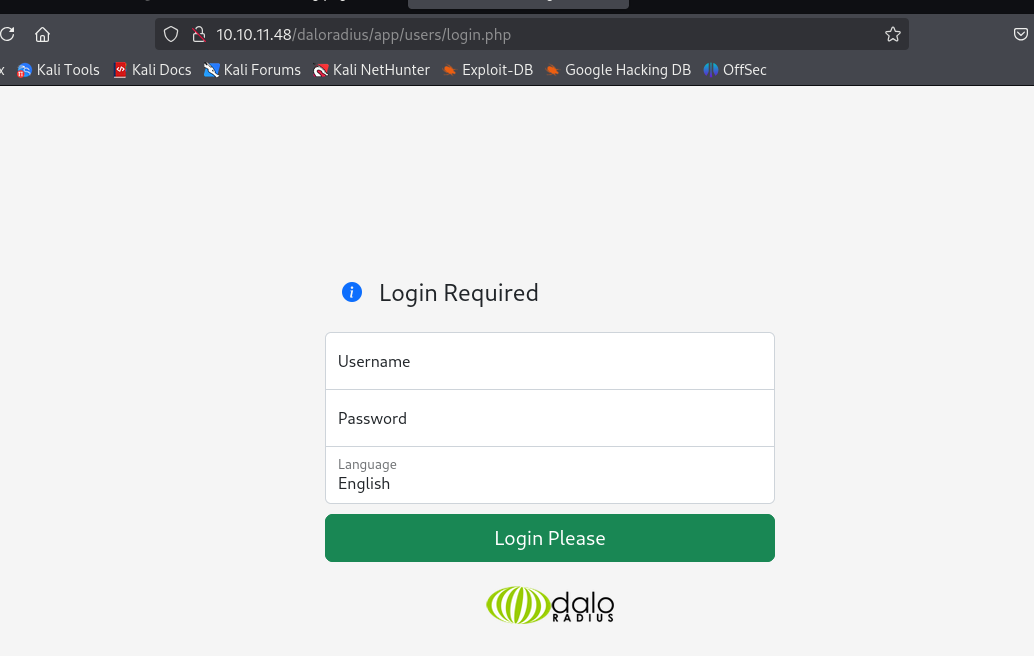 10.10.11.48/daloradius/app/users/login.php
Kali Tools Kali Docs Kali Forums Kali NetHunter Exploit-DB Google Hacking DB OffSec
Login Required
Username
Password
Language
English
Login Please
dalo
RADIUS